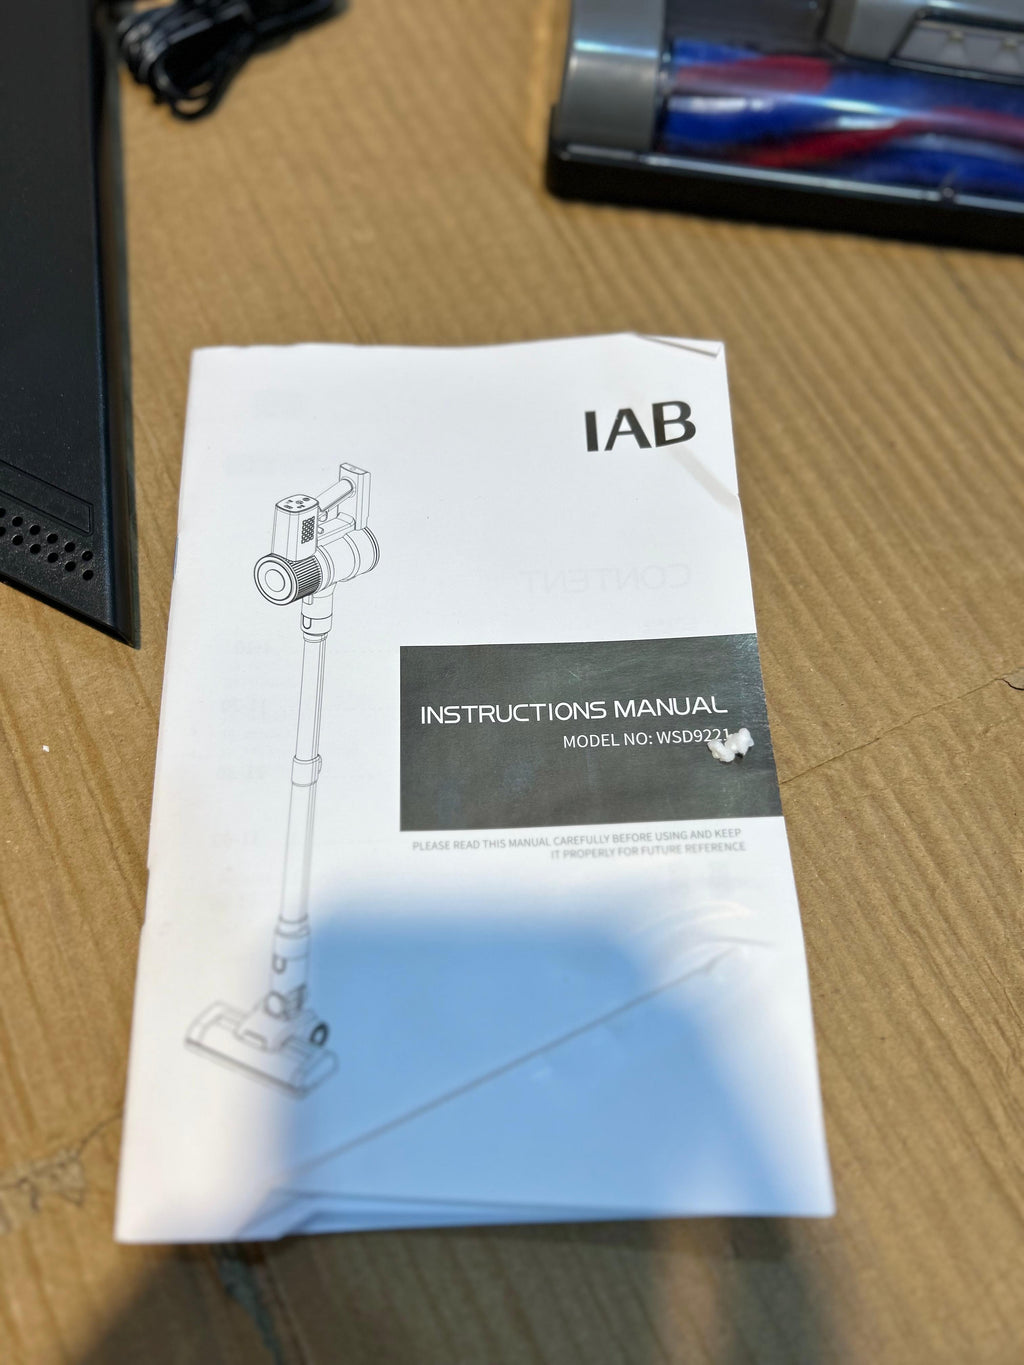 IAB
CONTENT
INSTRUCTIONS MANUAL
MODEL NO: WSD9221
PLEASE READ THIS MANUAL CAREFULLY BEFORE USING AND KEEP
IT PROPERLY FOR FUTURE REFERENCE